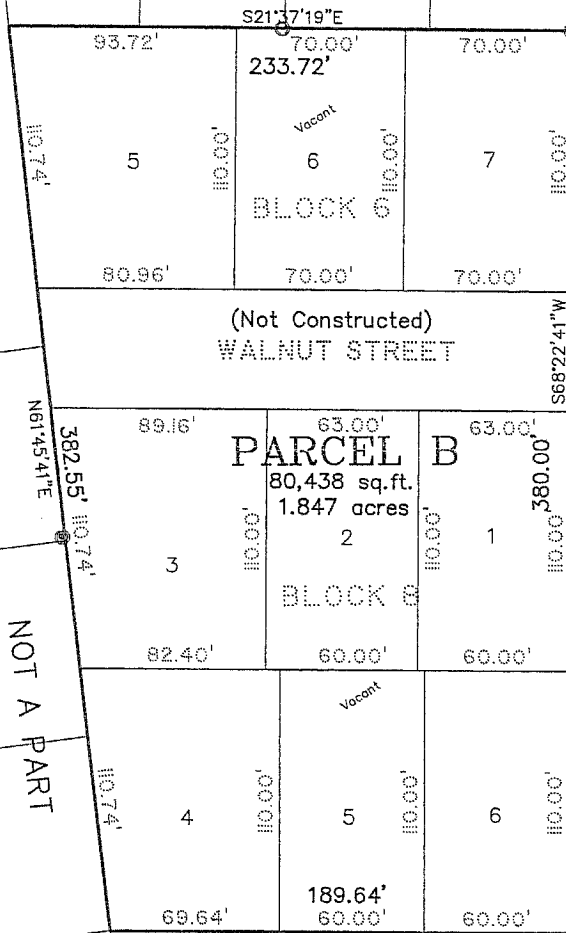 S21°37'19"E
93.72' 70.00' 70.00'
233.72'
Vacant
110.74' 5 110.00' 6 110.00' 7 110.00'
BLOCK 6
80.96' 70.00' 70.00'
(Not Constructed)
WALNUT STREET
S68°22'41"W
380.00'
N61°45'41"E
382.55'
89.16' 63.00' 63.00'
PARCEL B
80,438 sq.ft.
1.847 acres
110.74' 3 110.00' 2 110.00' 1 110.00'
BLOCK 8
82.40' 60.00' 60.00'
NOT A PART
Vacant
110.74' 4 110.00' 5 110.00' 6 110.00'
189.64'
69.64' 60.00' 60.00'